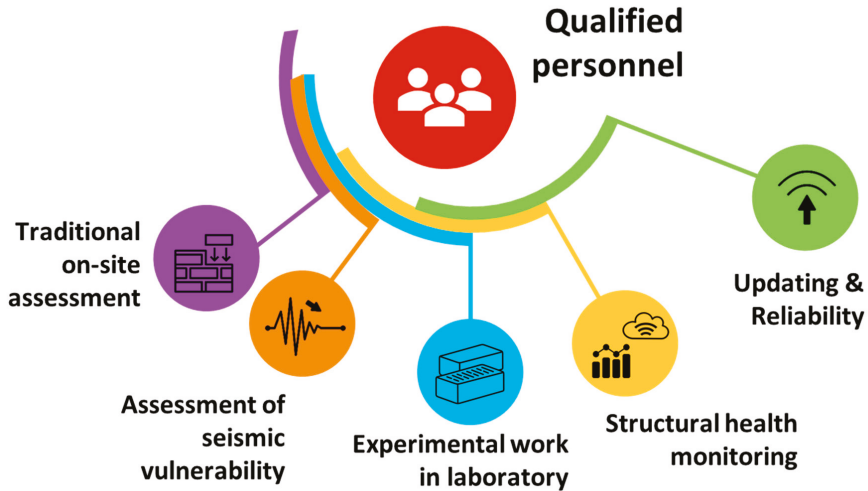 Qualified
personnel
Traditional
on-site
assessment
Assessment of
seismic
vulnerability
Experimental work
in laboratory
Structural health
monitoring
Updating &
Reliability